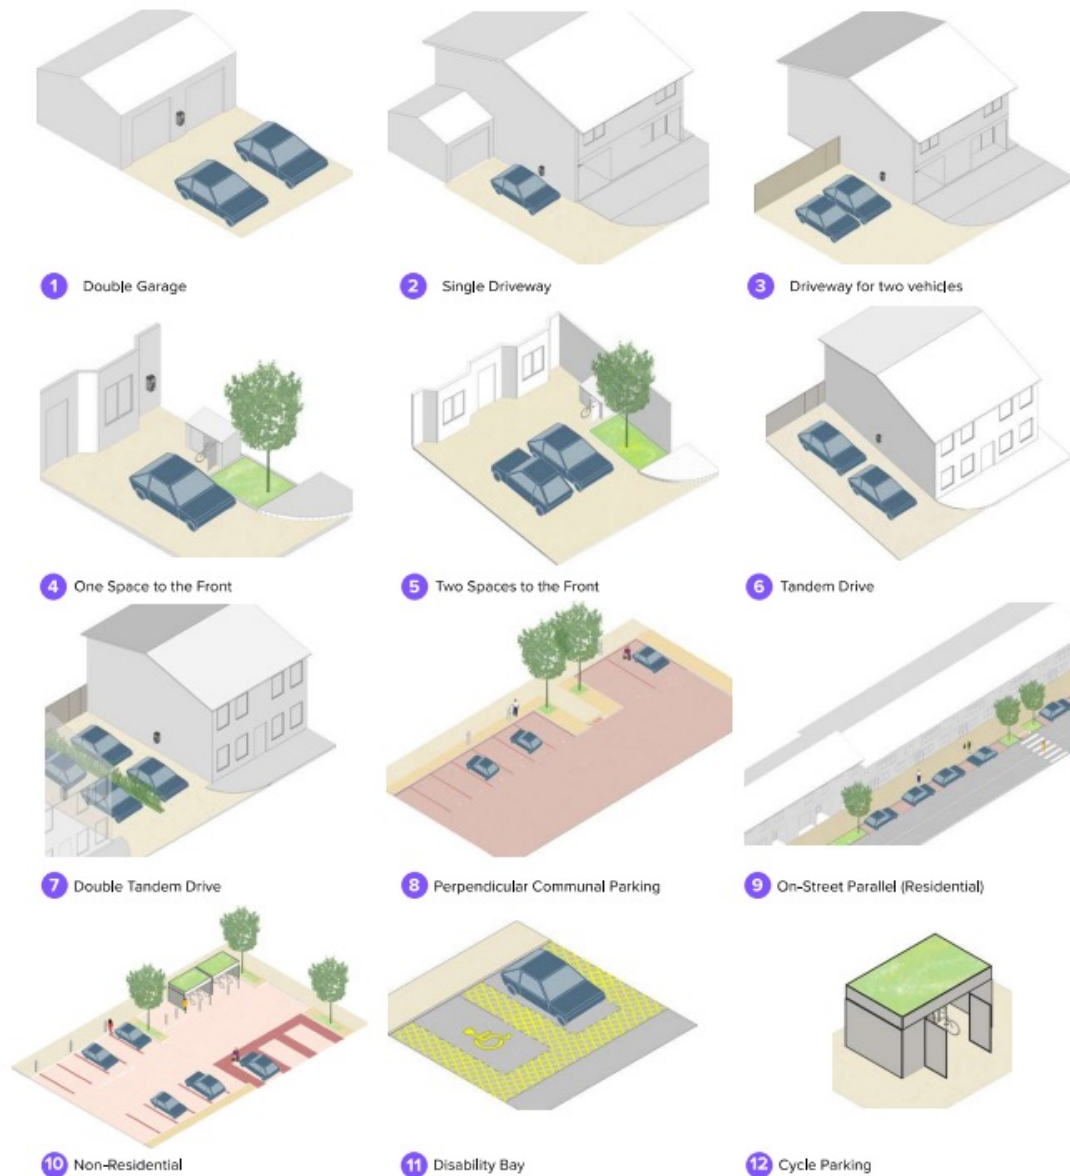 1 Double Garage
2 Single Driveway
3 Driveway for two vehicles
4 One Space to the Front
5 Two Spaces to the Front
6 Tandem Drive
7 Double Tandem Drive
8 Perpendicular Communal Parking
9 On-Street Parallel (Residential)
10 Non-Residential
11 Disability Bay
12 Cycle Parking